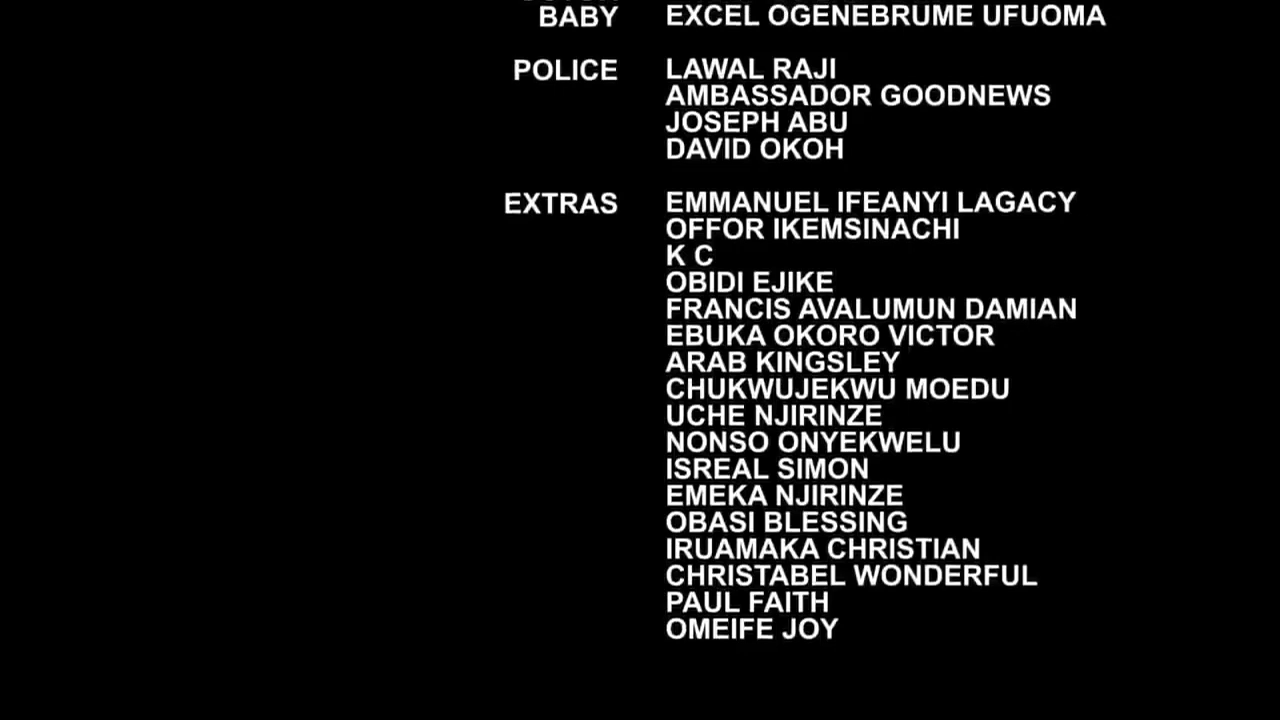 BABY EXCEL OGENEBRUME UFUOMA
POLICE LAWAL RAJI
AMBASSADOR GOODNEWS
JOSEPH ABU
DAVID OKOH
EXTRAS EMMANUEL IFEANYI LAGACY
OFFOR IKEMSINACHI
K C
OBIDI EJIKE
FRANCIS AVALUMUN DAMIAN
EBUKA OKORO VICTOR
ARAB KINGSLEY
CHUKWUJEKWU MOEDU
UCHE NJIRINZE
NONSO ONYEKWELU
ISREAL SIMON
EMEKA NJIRINZE
OBASI BLESSING
IRUAMAKA CHRISTIAN
CHRISTABEL WONDERFUL
PAUL FAITH
OMEIFE JOY